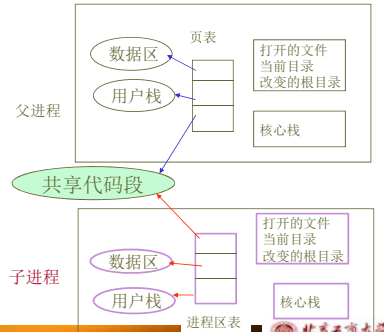 页表
数据区
打开的文件
当前目录
改变的根目录
用户栈
父进程
核心栈
共享代码段
打开的文件
当前目录
改变的根目录
数据区
子进程
用户栈
核心栈
进程区表